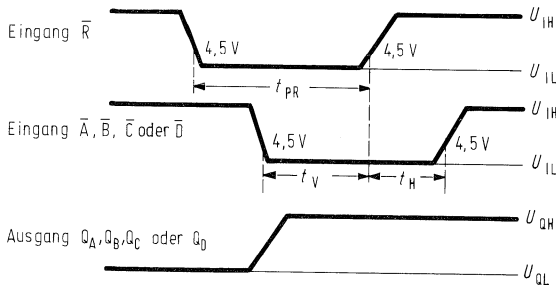 U_IH
Eingang R̅
4,5 V 4,5 V
U_IL
t_PR
U_IH
Eingang A̅, B̅, C̅ oder D̅
4,5 V 4,5 V
U_IL
t_V t_H
U_QH
Ausgang Q_A, Q_B, Q_C oder Q_D
U_QL